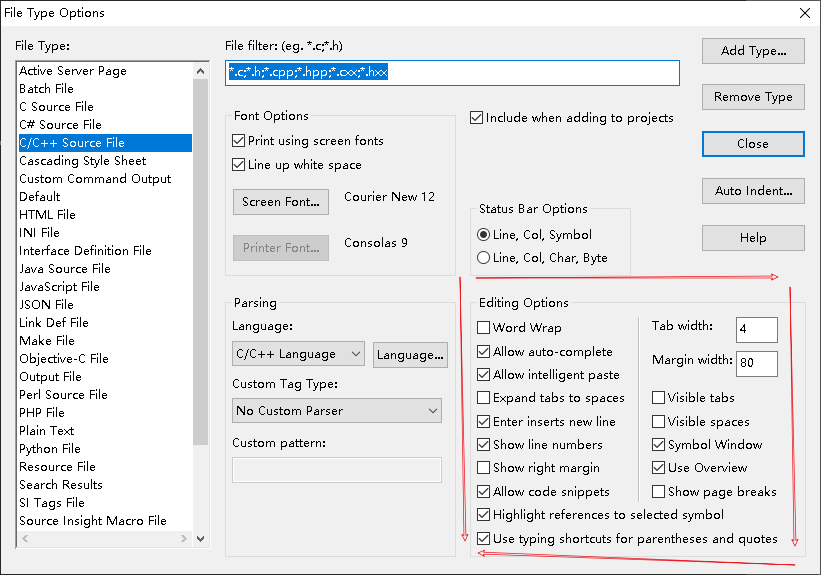 File Type Options
File Type:
Active Server Page
Batch File
C Source File
C# Source File
C/C++ Source File
Cascading Style Sheet
Custom Command Output
Default
HTML File
INI File
Interface Definition File
Java Source File
JavaScript File
JSON File
Link Def File
Make File
Objective-C File
Output File
Perl Source File
PHP File
Plain Text
Python File
Resource File
Search Results
SI Tags File
Source Insight Macro File
File filter: (eg. *.c;*.h)
*.c;*.h;*.cpp;*.hpp;*.cxx;*.hxx
Font Options
Print using screen fonts
Line up white space
Screen Font...
Courier New 12
Printer Font...
Consolas 9
Include when adding to projects
Status Bar Options
Line, Col, Symbol
Line, Col, Char, Byte
Parsing
Language:
C/C++ Language
Language...
Custom Tag Type:
No Custom Parser
Custom pattern:
Editing Options
Word Wrap
Allow auto-complete
Allow intelligent paste
Expand tabs to spaces
Enter inserts new line
Show line numbers
Show right margin
Allow code snippets
Highlight references to selected symbol
Use typing shortcuts for parentheses and quotes
Tab width:
4
Margin width:
80
Visible tabs
Visible spaces
Symbol Window
Use Overview
Show page breaks
Add Type...
Remove Type
Close
Auto Indent...
Help